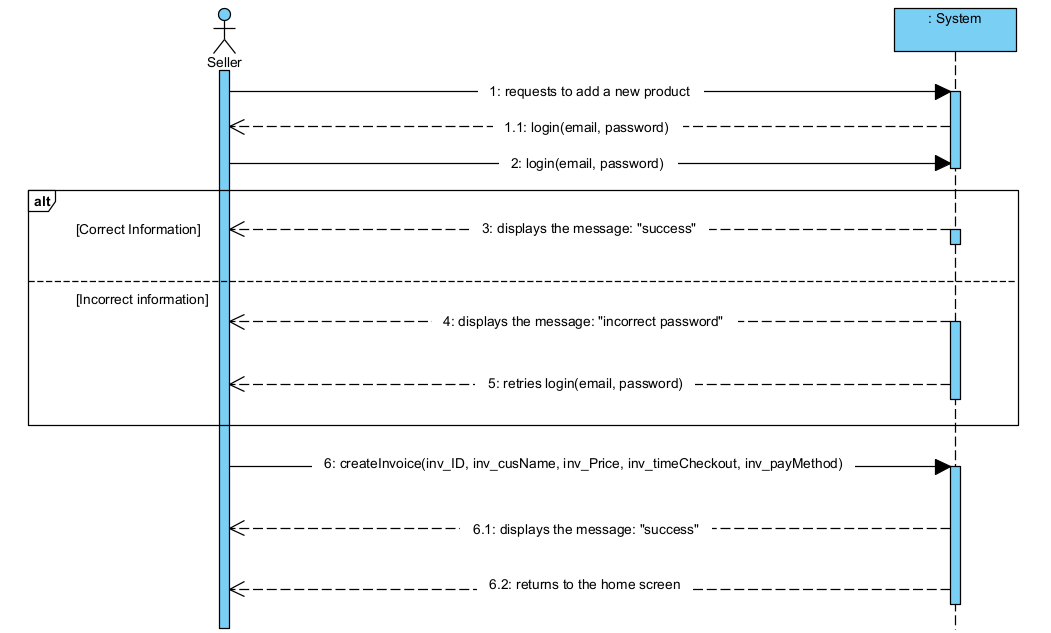 : System
Seller
1: requests to add a new product
1.1: login(email, password)
2: login(email, password)
alt
[Correct Information]
3: displays the message: "success"
[Incorrect information]
4: displays the message: "incorrect password"
5: retries login(email, password)
6: createInvoice(inv_ID, inv_cusName, inv_Price, inv_timeCheckout, inv_payMethod)
6.1: displays the message: "success"
6.2: returns to the home screen